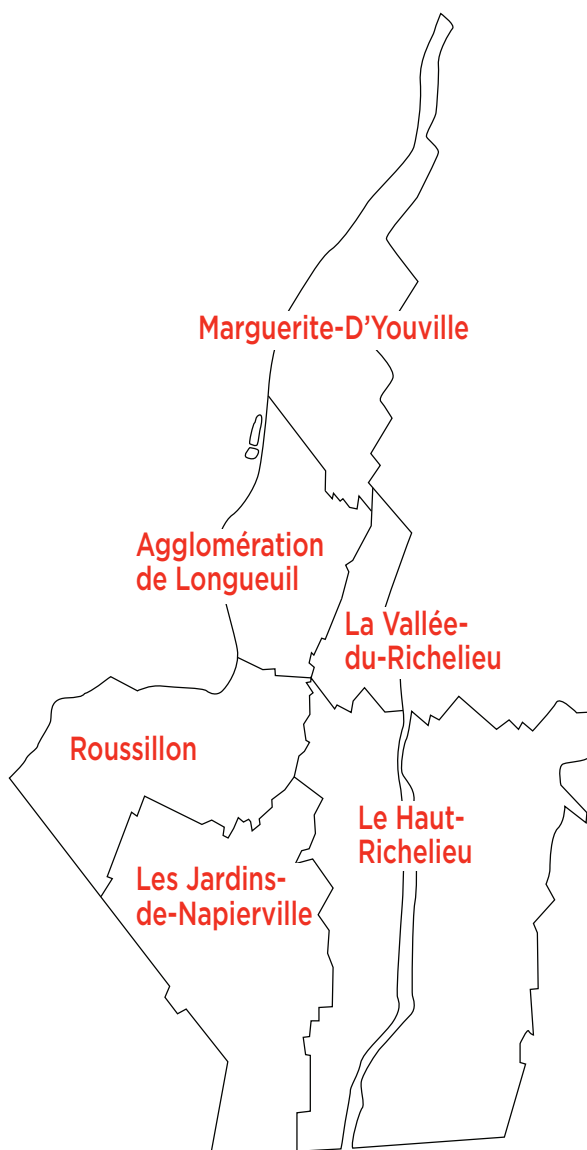 Marguerite-D’Youville
Agglomération
de Longueuil
La Vallée-
du-Richelieu
Roussillon
Le Haut-
Richelieu
Les Jardins-
de-Napierville